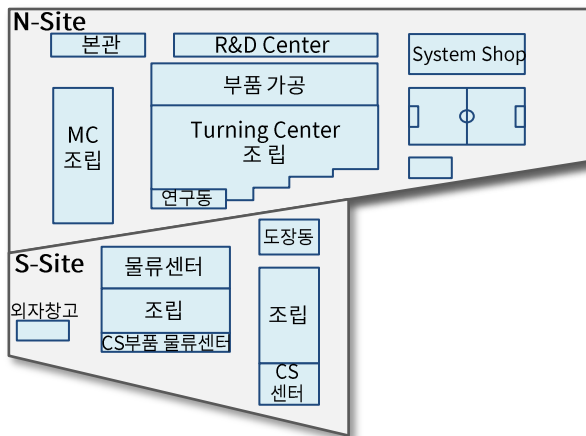 N-Site
본관
R&D Center
System Shop
부품 가공
MC
조립
Turning Center
조 립
연구동
도장동
S-Site
물류센터
외자창고
조립
조립
CS부품 물류센터
CS
센터